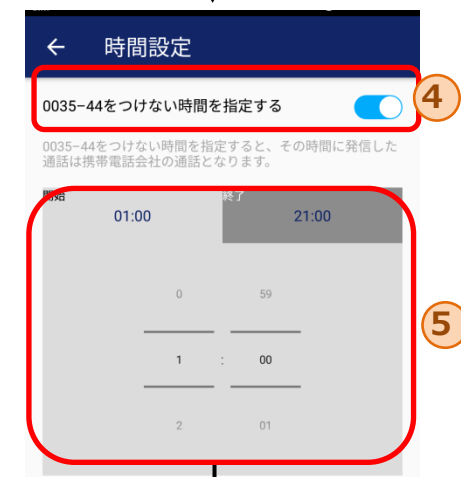 ← 時間設定
0035-44をつけない時間を指定する
4
0035-44をつけない時間を指定すると、その時間に発信した
通話は携帯電話会社の通話となります。
開始 終了
01:00 21:00
0 59
5
1 : 00
2 01